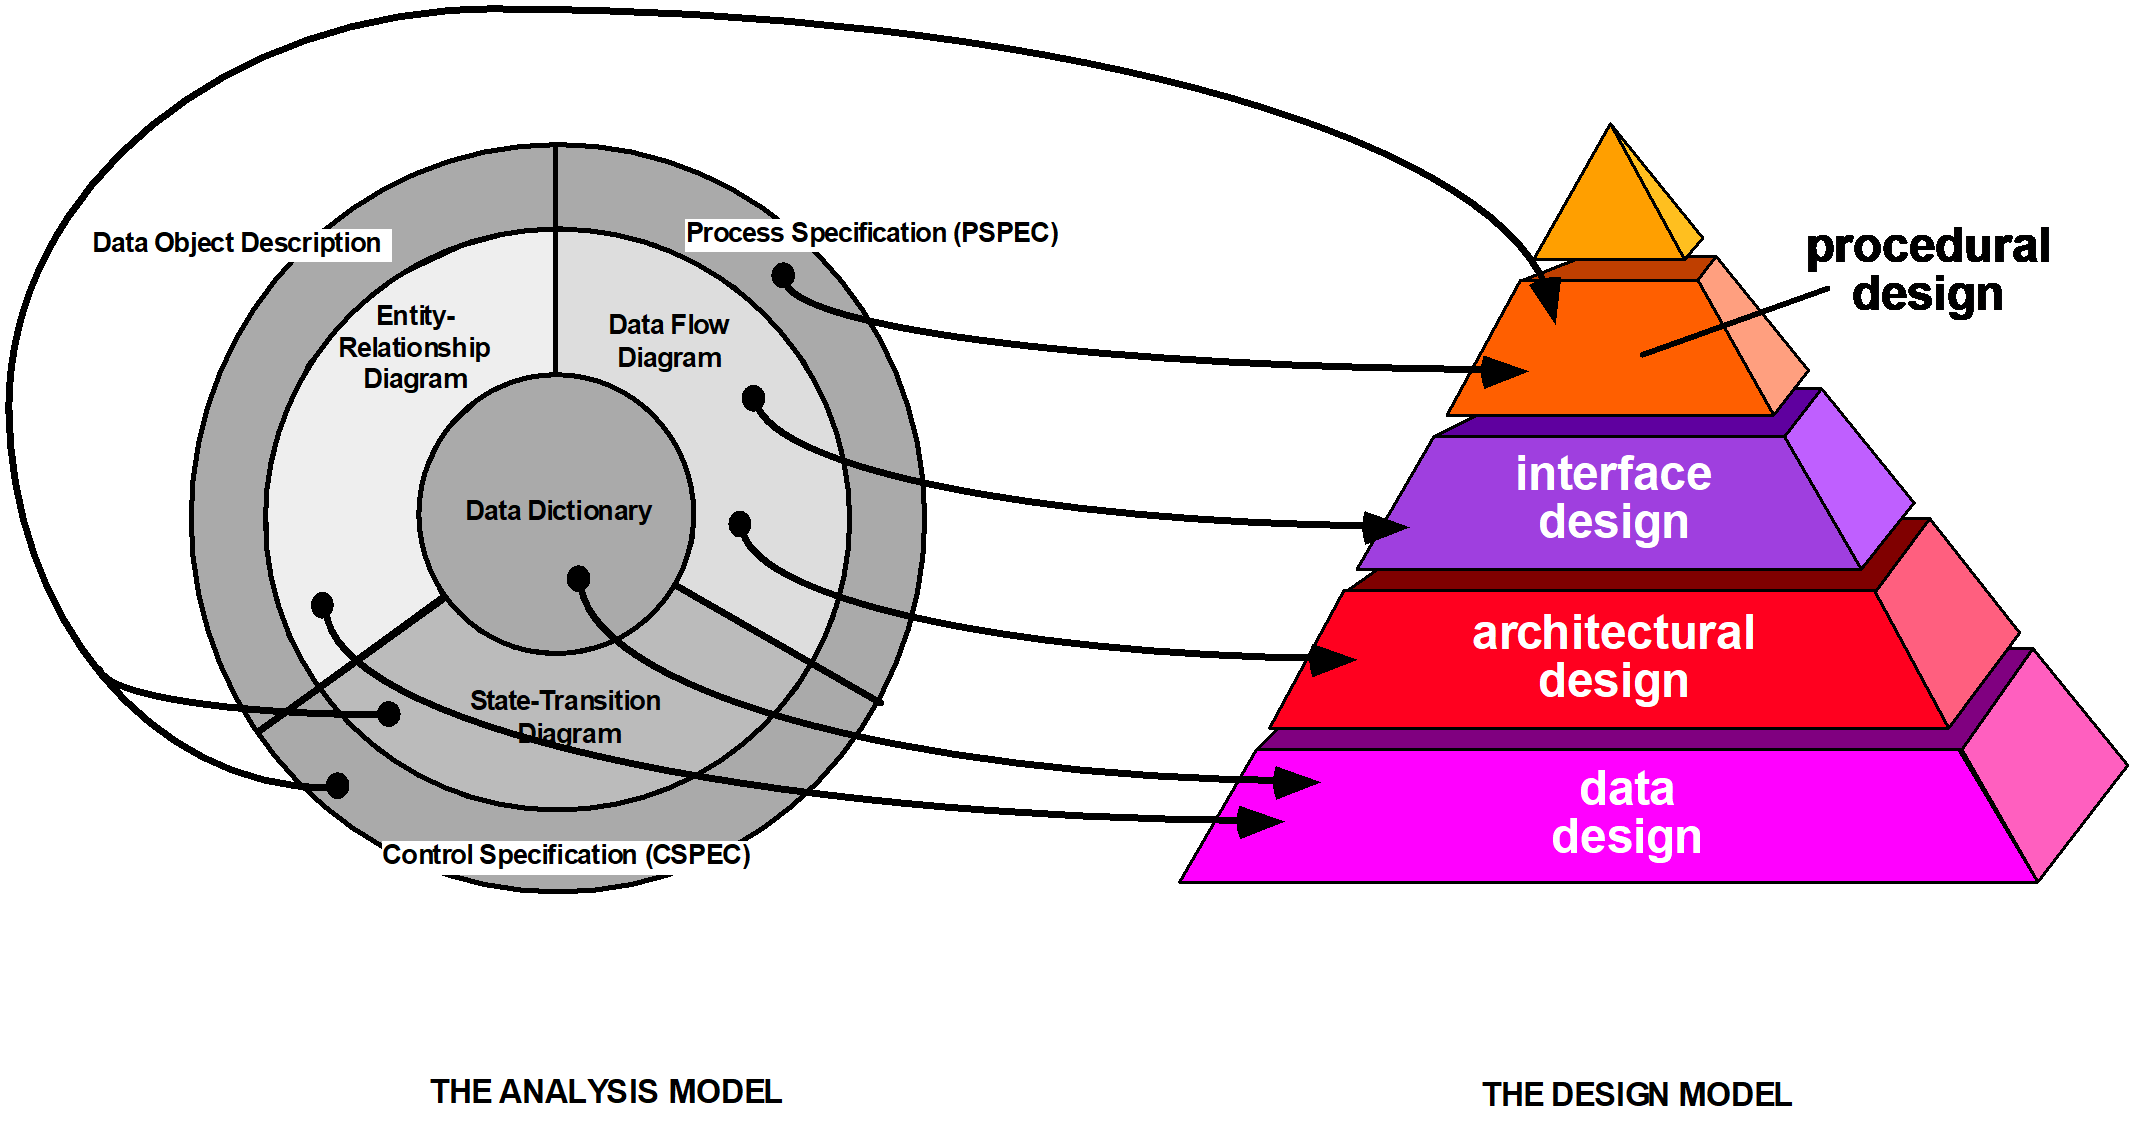 Data Object Description
Process Specification (PSPEC)
Entity-
Relationship
Diagram
Data Flow
Diagram
Data Dictionary
State-Transition
Diagram
Control Specification (CSPEC)
THE ANALYSIS MODEL
procedural
design
interface
design
architectural
design
data
design
THE DESIGN MODEL